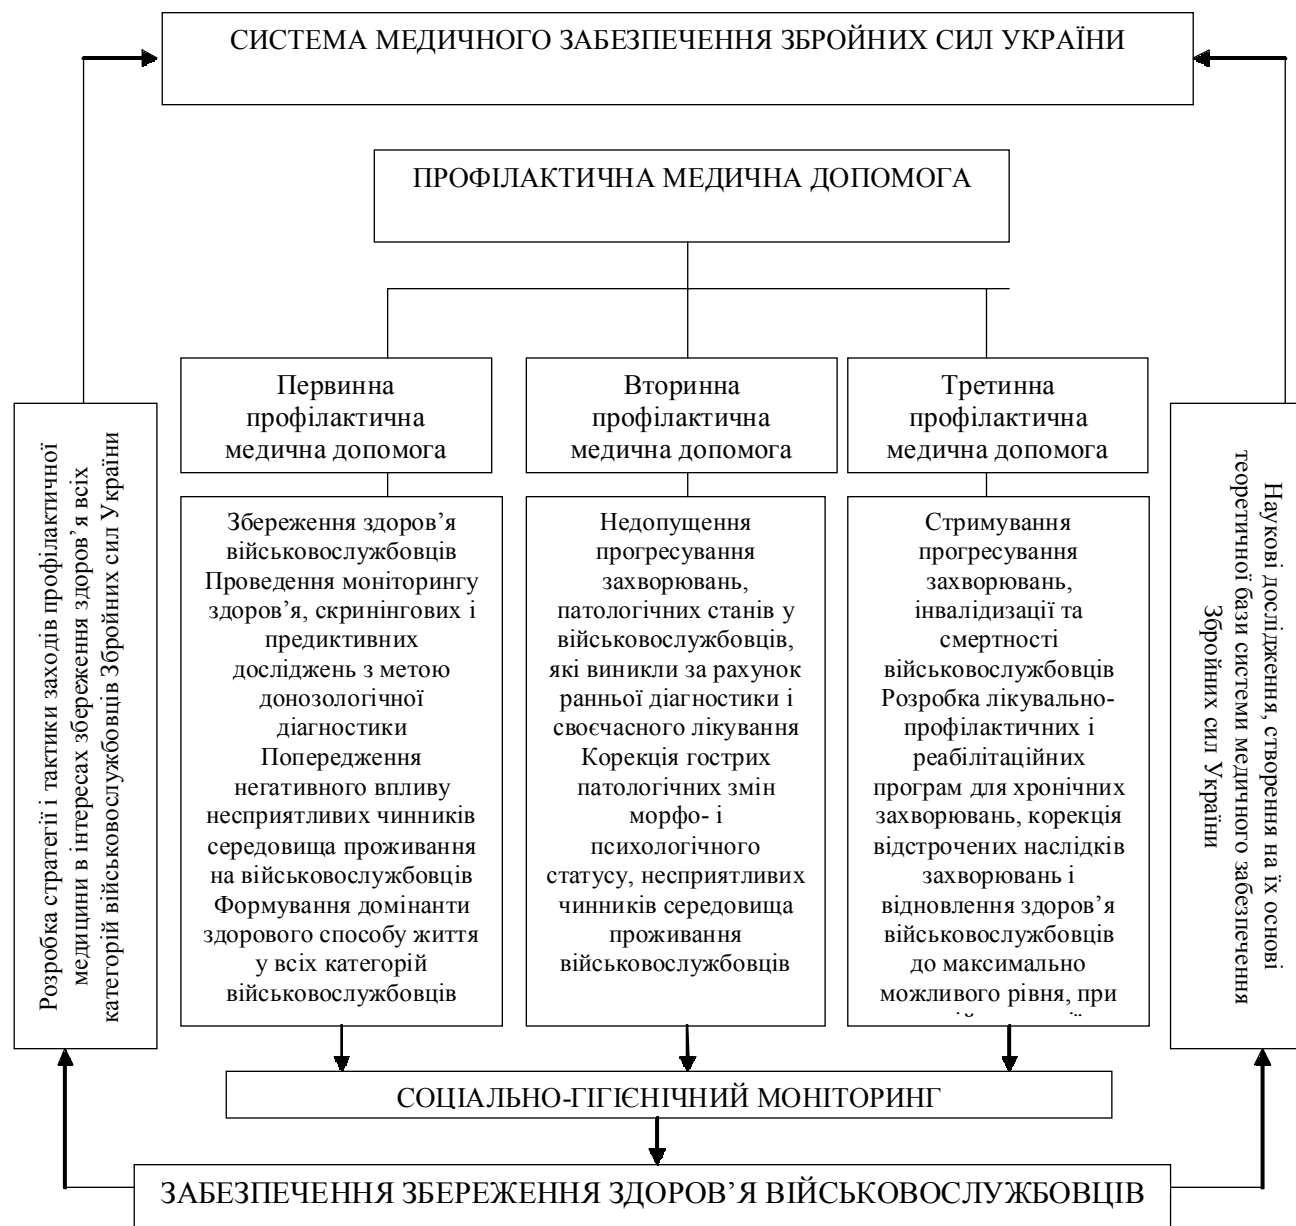 СИСТЕМА МЕДИЧНОГО ЗАБЕЗПЕЧЕННЯ ЗБРОЙНИХ СИЛ УКРАЇНИ
ПРОФІЛАКТИЧНА МЕДИЧНА ДОПОМОГА
Первинна
профілактична
медична допомога
Вторинна
профілактична
медична допомога
Третинна
профілактична
медична допомога
Розробка стратегії і тактики заходів профілактичної
медицини в інтересах збереження здоров’я всіх
категорій військовослужбовців Збройних сил України
Збереження здоров’я
військовослужбовців
Проведення моніторингу
здоров’я, скринінгових і
предиктивних
досліджень з метою
донозологічної
діагностики
Попередження
негативного впливу
несприятливих чинників
середовища проживання
на військовослужбовців
Формування домінанти
здорового способу життя
у всіх категорій
військовослужбовців
Недопущення
прогресування
захворювань,
патологічних станів у
військовослужбовців,
які виникли за рахунок
ранньої діагностики і
своєчасного лікування
Корекція гострих
патологічних змін
морфо- і
психологічного
статусу, несприятливих
чинників середовища
проживання
військовослужбовців
Стримування
прогресування
захворювань,
інвалідизації та
смертності
військовослужбовців
Розробка лікувально-
профілактичних і
реабілітаційних
програм для хронічних
захворювань, корекція
відстрочених наслідків
захворювань і
відновлення здоров’я
військовослужбовців
до максимально
можливого рівня, при
Наукові дослідження, створення на їх основі
теоретичної бази системи медичного забезпечення
Збройних сил України
СОЦІАЛЬНО-ГІГІЄНІЧНИЙ МОНІТОРИНГ
ЗАБЕЗПЕЧЕННЯ ЗБЕРЕЖЕННЯ ЗДОРОВ’Я ВІЙСЬКОВОСЛУЖБОВЦІВ